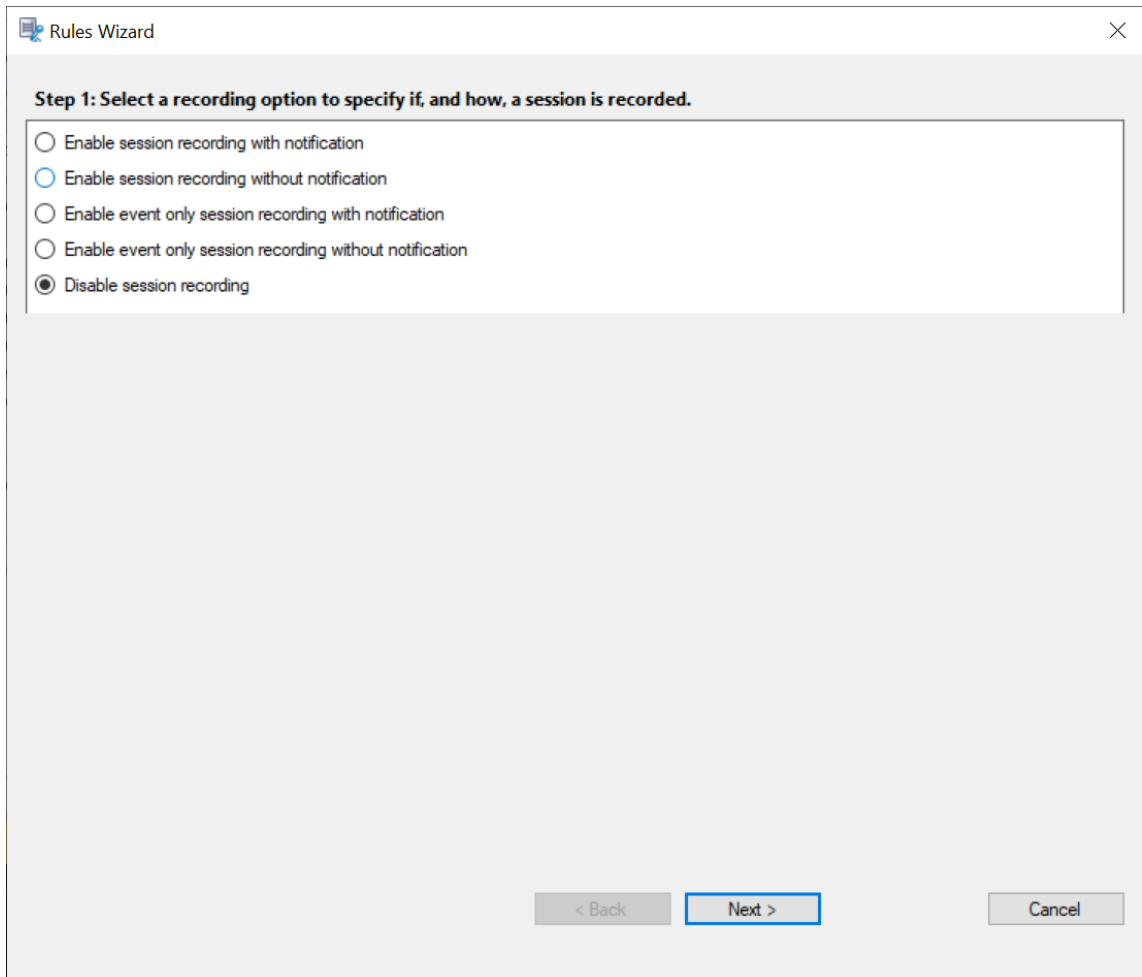 Rules Wizard
Step 1: Select a recording option to specify if, and how, a session is recorded.
Enable session recording with notification
Enable session recording without notification
Enable event only session recording with notification
Enable event only session recording without notification
Disable session recording
< Back Next > Cancel